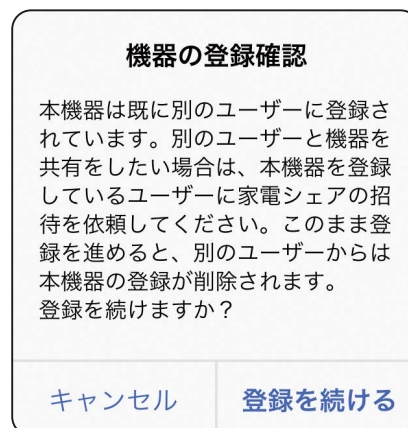 機器の登録確認
本機器は既に別のユーザーに登録さ
れています。別のユーザーと機器を
共有をしたい場合は、本機器を登録
しているユーザーに家電シェアの招
待を依頼してください。このまま登
録を進めると、別のユーザーからは
本機器の登録が削除されます。
登録を続けますか？
キャンセル 登録を続ける